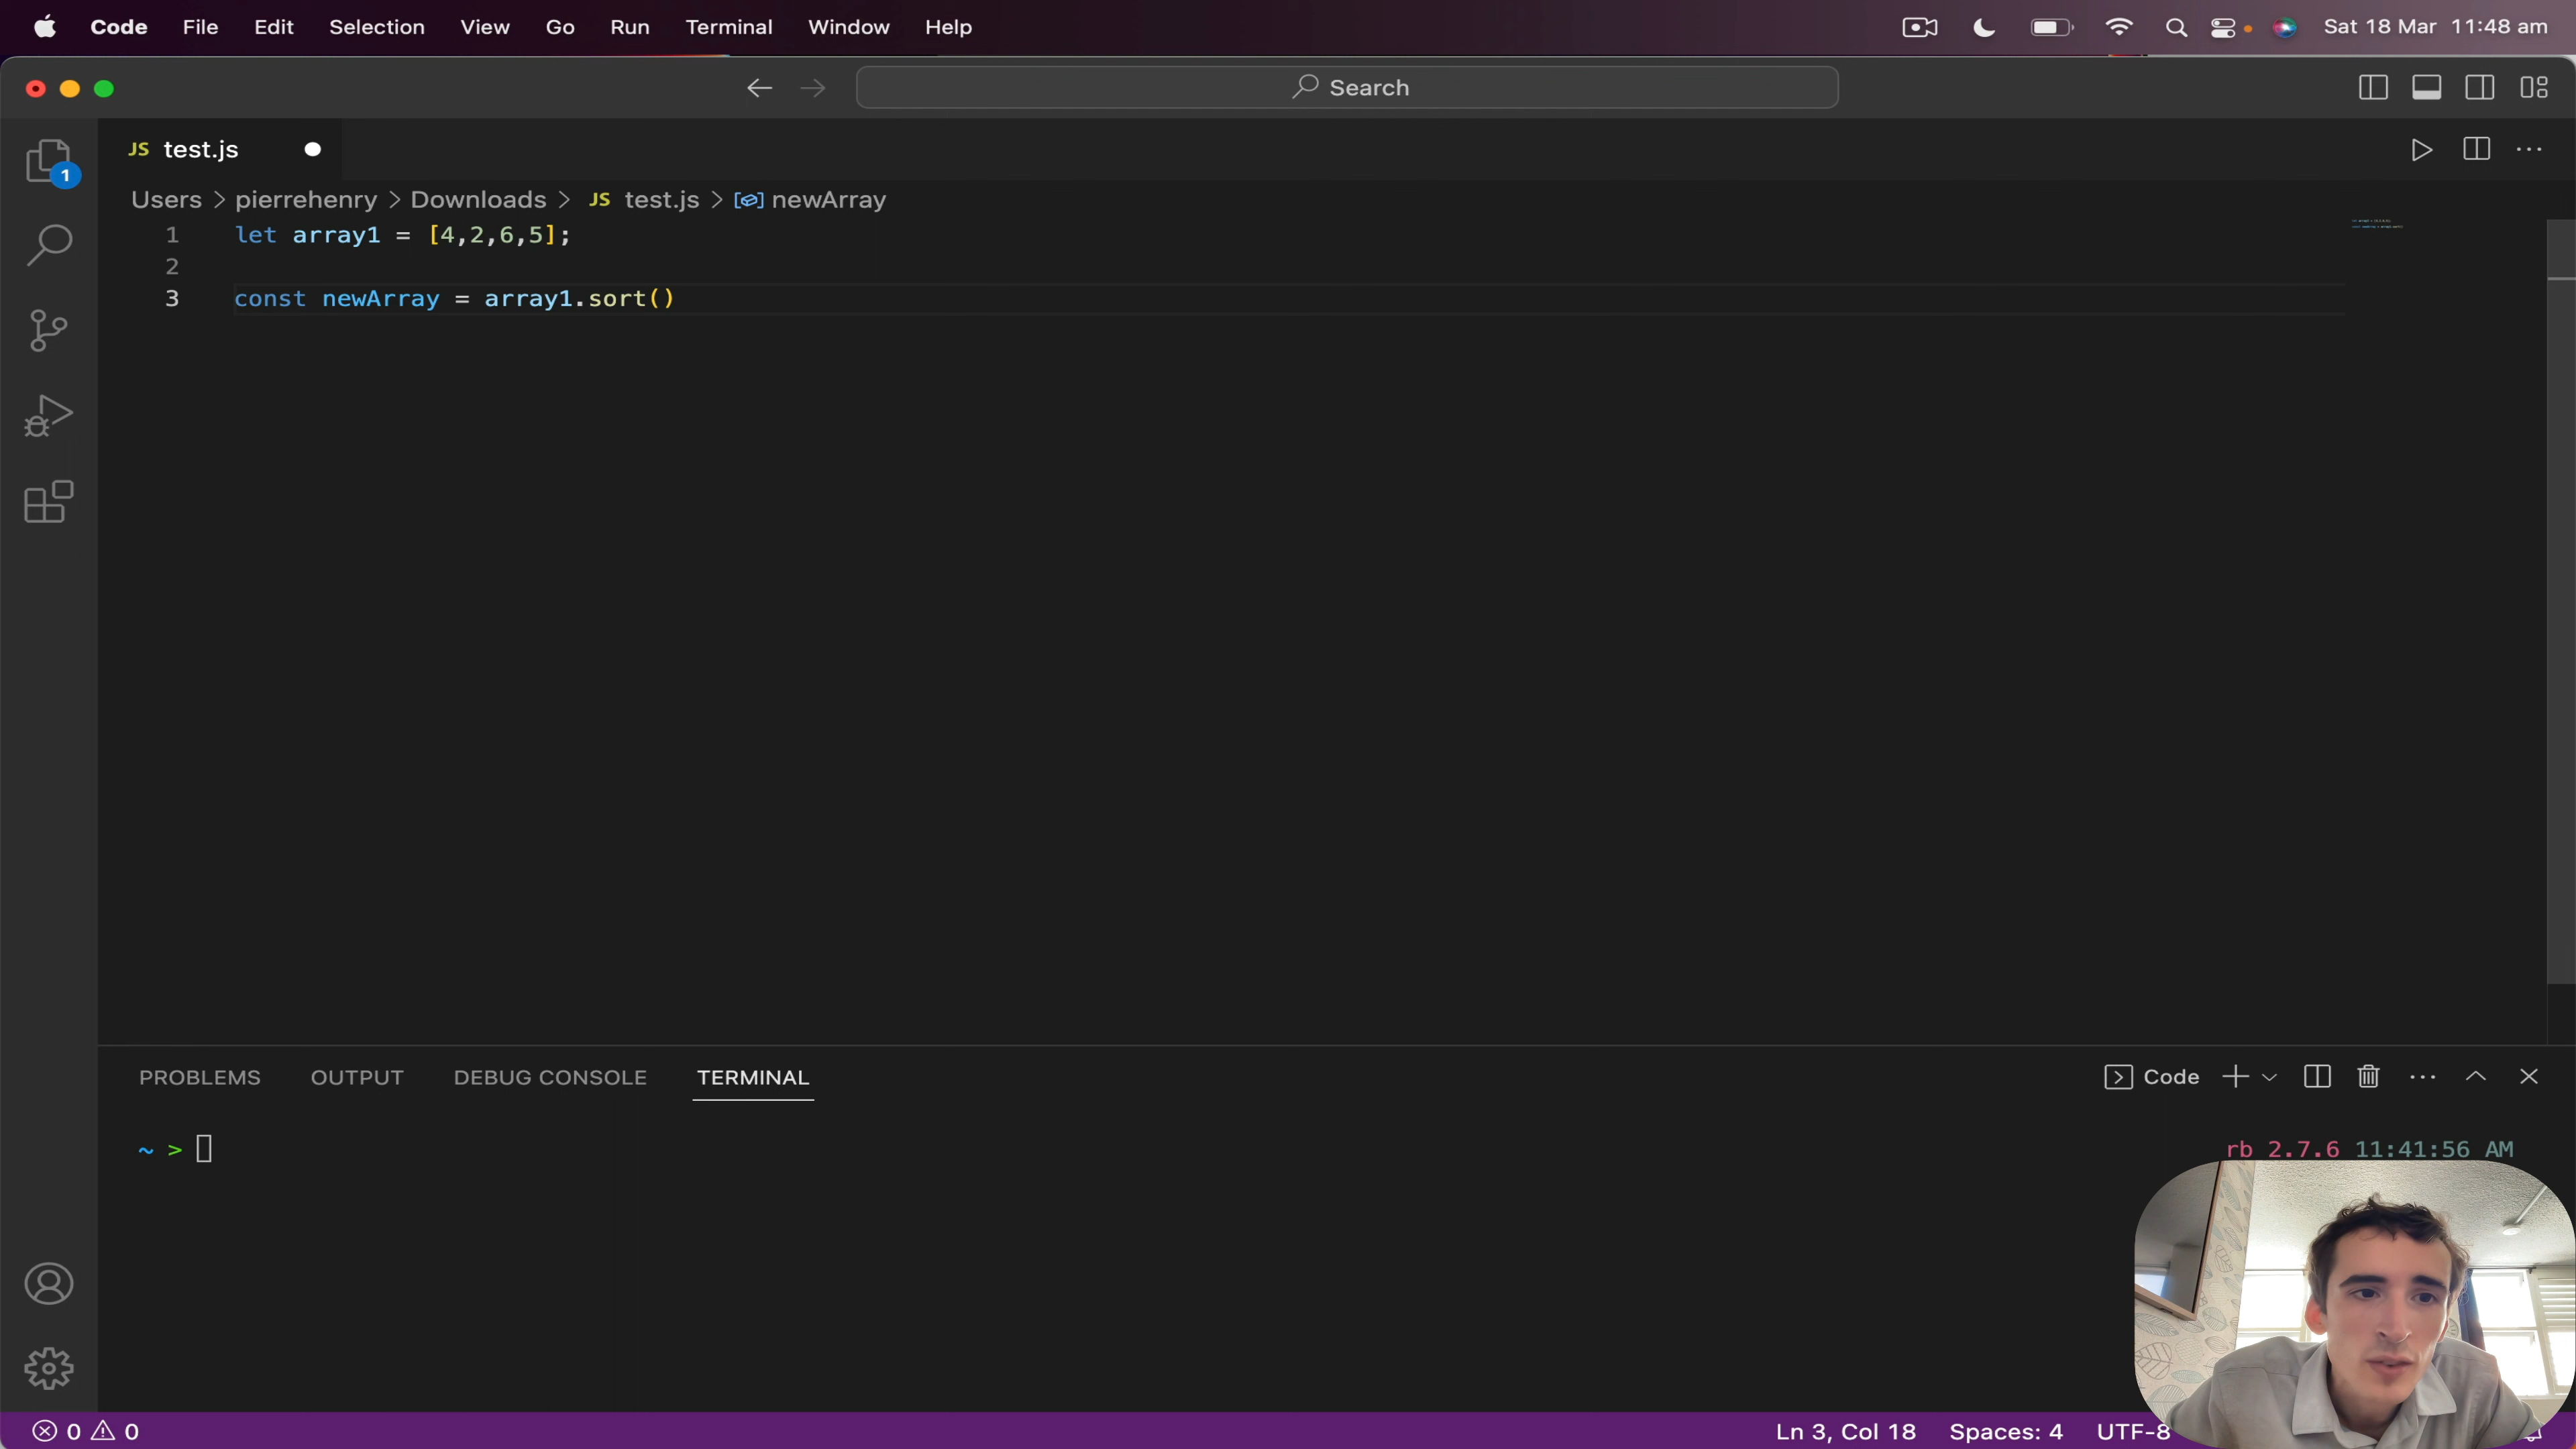 Code File Edit Selection View Go Run Terminal Window Help Sat 18 Mar 11:48 am
Search
JS test.js
1
Users > pierrehenry > Downloads > JS test.js > newArray
1 let array1 = [4,2,6,5];
2
3 const newArray = array1.sort()
PROBLEMS OUTPUT DEBUG CONSOLE TERMINAL Code
~ > rb 2.7.6 11:41:56 AM
0 0 Ln 3, Col 18 Spaces: 4 UTF-8